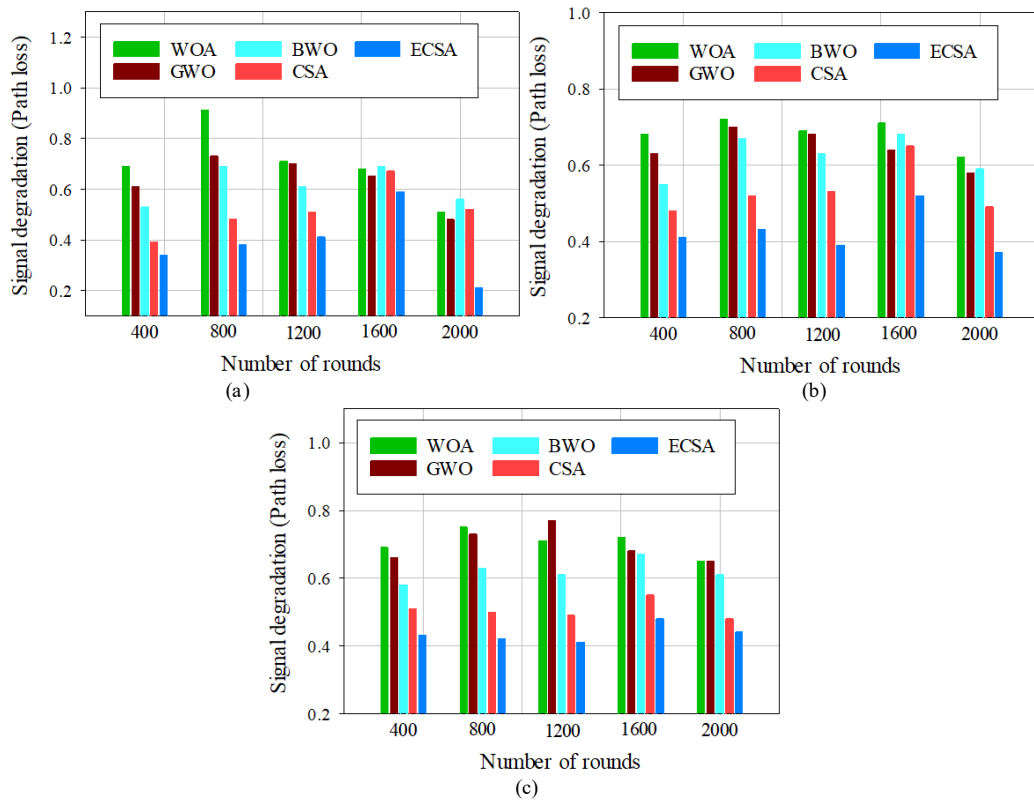 (a)
1.2
1.0
0.8
0.6
0.4
0.2
Signal degradation (Path loss)
WOA BWO ECSA
GWO CSA
400 800 1200 1600 2000
Number of rounds
(a)
(b)
1.0
0.8
0.6
0.4
0.2
Signal degradation (Path loss)
WOA BWO ECSA
GWO CSA
400 800 1200 1600 2000
Number of rounds
(b)
1.0
0.8
0.6
0.4
0.2
Signal degradation (Path loss)
WOA BWO ECSA
GWO CSA
400 800 1200 1600 2000
Number of rounds
(c)